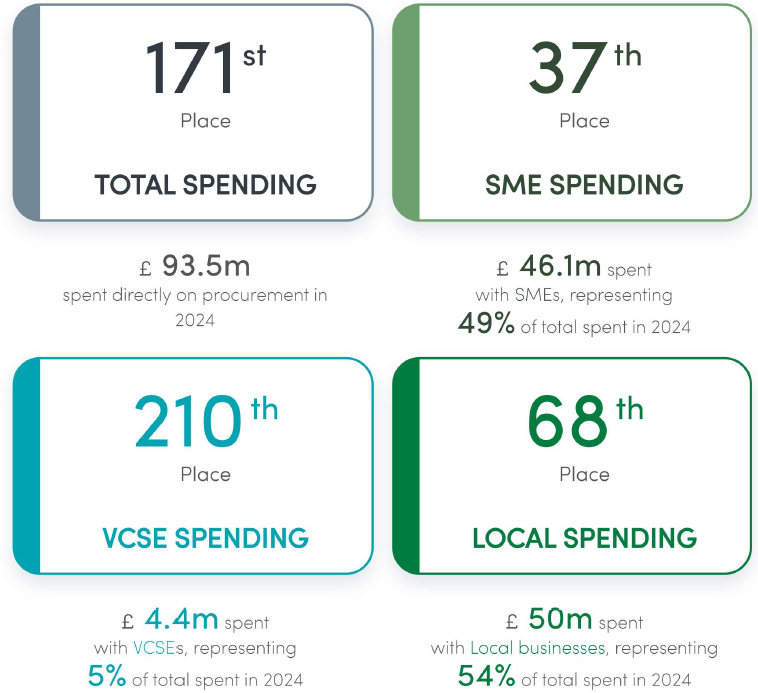 171st
Place
TOTAL SPENDING
£ 93.5m
spent directly on procurement in
2024
37th
Place
SME SPENDING
£ 46.1m spent
with SMEs, representing
49% of total spent in 2024
210th
Place
VCSE SPENDING
£ 4.4m spent
with VCSEs, representing
5% of total spent in 2024
68th
Place
LOCAL SPENDING
£ 50m spent
with Local businesses, representing
54% of total spent in 2024